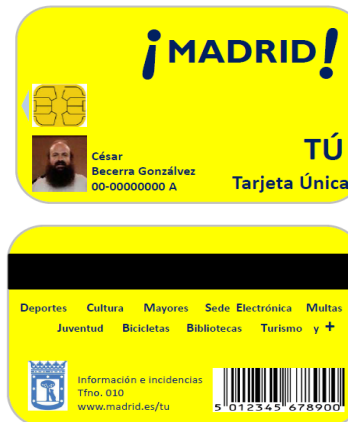 ¡MADRID!
César
Becerra Gonzálvez
00-00000000 A
TÚ
Tarjeta Única
Deportes Cultura Mayores Sede Electrónica Multas
Juventud Bicicletas Bibliotecas Turismo y +
Información e incidencias
Tfno. 010
www.madrid.es/tu
5 012345 678900